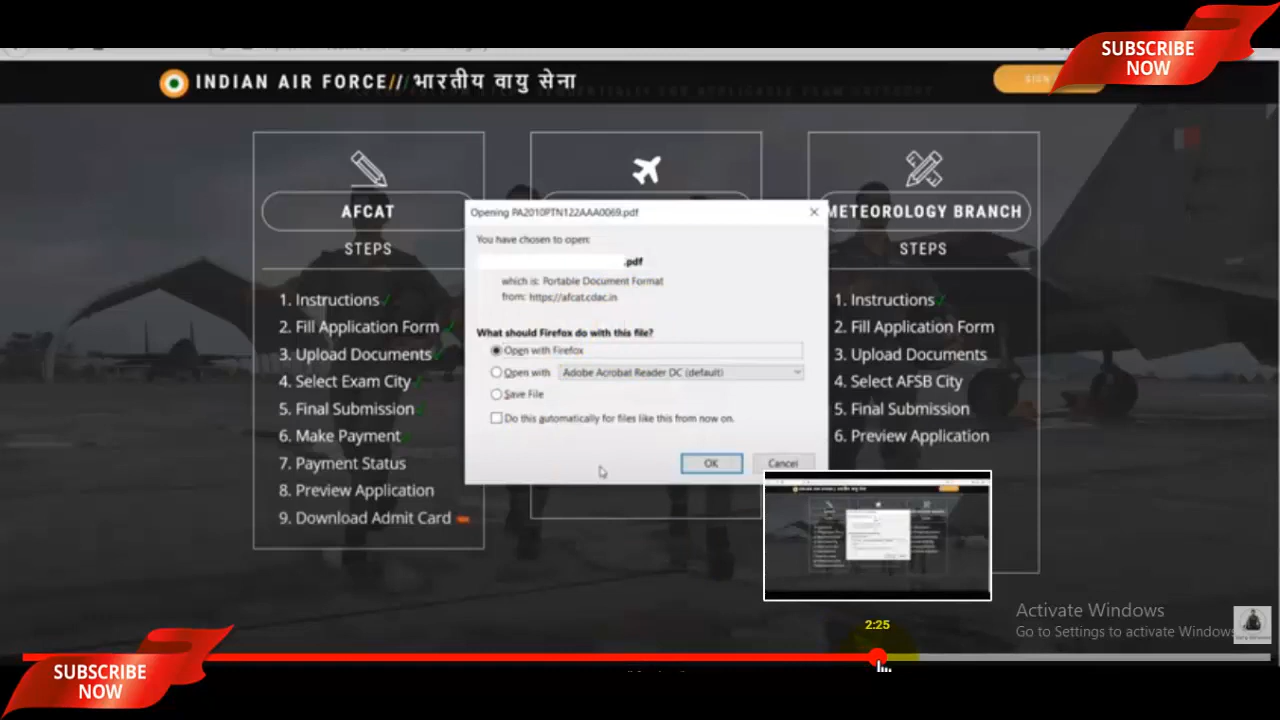 SUBSCRIBE
NOW
INDIAN AIR FORCE// भारतीय वायु सेना
SIGN
AFCAT
STEPS
1. Instructions
2. Fill Application Form
3. Upload Documents
4. Select Exam City
5. Final Submission
6. Make Payment
7. Payment Status
8. Preview Application
9. Download Admit Card
Opening PA2010PTN122AAA0069.pdf
You have chosen to open:
.pdf
which is: Portable Document Format
from: https://afcat.cdac.in
What should Firefox do with this file?
Open with Firefox
Open with Adobe Acrobat Reader DC (default)
Save File
Do this automatically for files like this from now on.
OK Cancel
METEOROLOGY BRANCH
STEPS
1. Instructions
2. Fill Application Form
3. Upload Documents
4. Select AFSB City
5. Final Submission
6. Preview Application
Activate Windows
Go to Settings to activate Windows
2:25
SUBSCRIBE
NOW